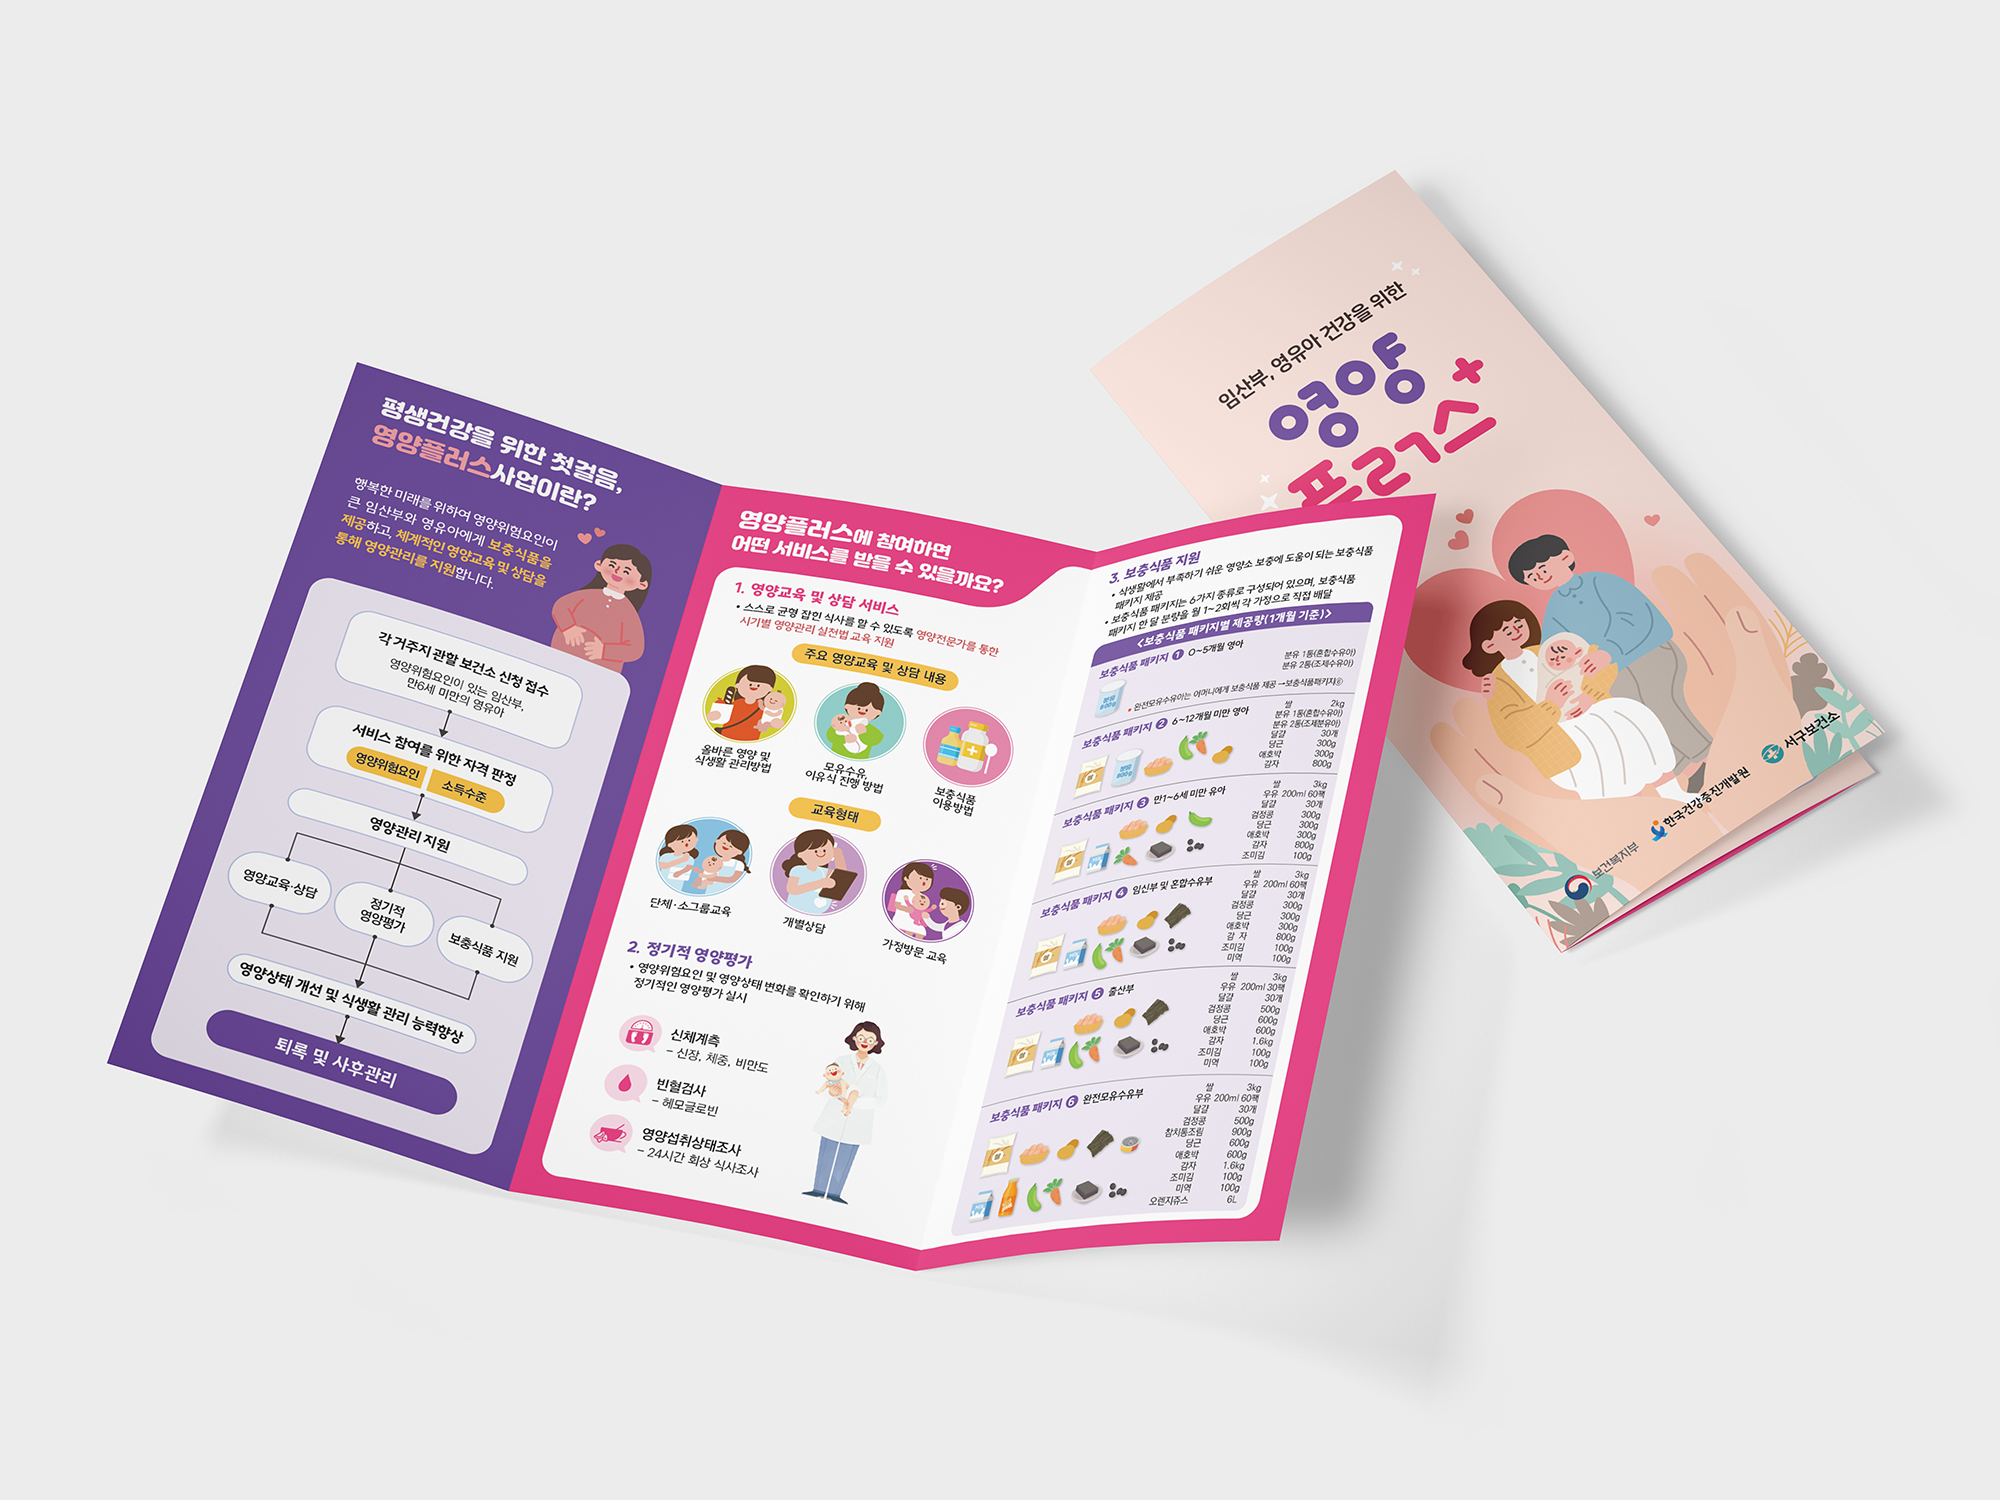 임산부, 영유아 건강을 위한
영양
플러스
보건복지부
한국건강증진개발원
서구보건소
평생건강을 위한 첫걸음,
영양플러스사업이란?
행복한 미래를 위하여 영양위험요인이
큰 임산부와 영유아에게 보충식품을
제공하고, 체계적인 영양교육 및 상담을
통해 영양관리를 지원합니다.
각 거주지 관할 보건소 신청 접수
영양위험요인이 있는 임산부,
만6세 미만의 영유아
서비스 참여를 위한 자격 판정
영양위험요인 소득수준
영양관리 지원
영양교육·상담
정기적
영양평가
보충식품 지원
영양상태 개선 및 식생활 관리 능력향상
퇴록 및 사후관리
영양플러스에 참여하면
어떤 서비스를 받을 수 있을까요?
1. 영양교육 및 상담 서비스
• 스스로 균형 잡힌 식사를 할 수 있도록 영양전문가를 통한
시기별 영양관리 실천법 교육 지원
주요 영양교육 및 상담 내용
올바른 영양 및
식생활 관리방법
모유수유,
이유식 진행 방법
보충식품
이용방법
교육형태
단체·소그룹교육
개별상담
가정방문 교육
2. 정기적 영양평가
• 영양위험요인 및 영양상태 변화를 확인하기 위해
정기적인 영양평가 실시
신체계측
– 신장, 체중, 비만도
빈혈검사
– 헤모글로빈
영양섭취상태조사
– 24시간 회상 식사조사
3. 보충식품 지원
• 식생활에서 부족하기 쉬운 영양소 보충에 도움이 되는 보충식품
패키지 제공
• 보충식품 패키지는 6가지 종류로 구성되어 있으며, 보충식품
패키지 한 달 분량을 월 1~2회씩 각 가정으로 직접 배달
<보충식품 패키지별 제공량(1개월 기준)>
보충식품 패키지 ❶ 0~5개월 영아
분유 1통(혼합수유아)
분유 2통(조제수유아)
분유
800g
* 완전모유수유아는 어머니에게 보충식품 제공 →보충식품패키지⑥
보충식품 패키지 ❷ 6~12개월 미만 영아
쌀 2kg
분유 1통(혼합수유아)
분유 2통(조제분유아)
달걀 30개
당근 300g
애호박 300g
감자 800g
분유
800g
보충식품 패키지 ❸ 만1~6세 미만 유아
쌀 3kg
우유 200ml 60팩
달걀 30개
검정콩 300g
당근 300g
애호박 300g
감자 800g
조미김 100g
보충식품 패키지 ❹ 임신부 및 혼합수유부
쌀 3kg
우유 200ml 60팩
달걀 30개
검정콩 300g
당근 300g
애호박 300g
감 자 800g
조미김 100g
미역 100g
보충식품 패키지 ❺ 출산부
쌀 3kg
우유 200ml 30팩
달걀 30개
검정콩 500g
당근 600g
애호박 600g
감자 1.6kg
조미김 100g
미역 100g
보충식품 패키지 ❻ 완전모유수유부
쌀 3kg
우유 200ml 60팩
달걀 30개
검정콩 500g
참치통조림 900g
당근 600g
애호박 600g
감자 1.6kg
조미김 100g
미역 100g
오렌지쥬스 6L